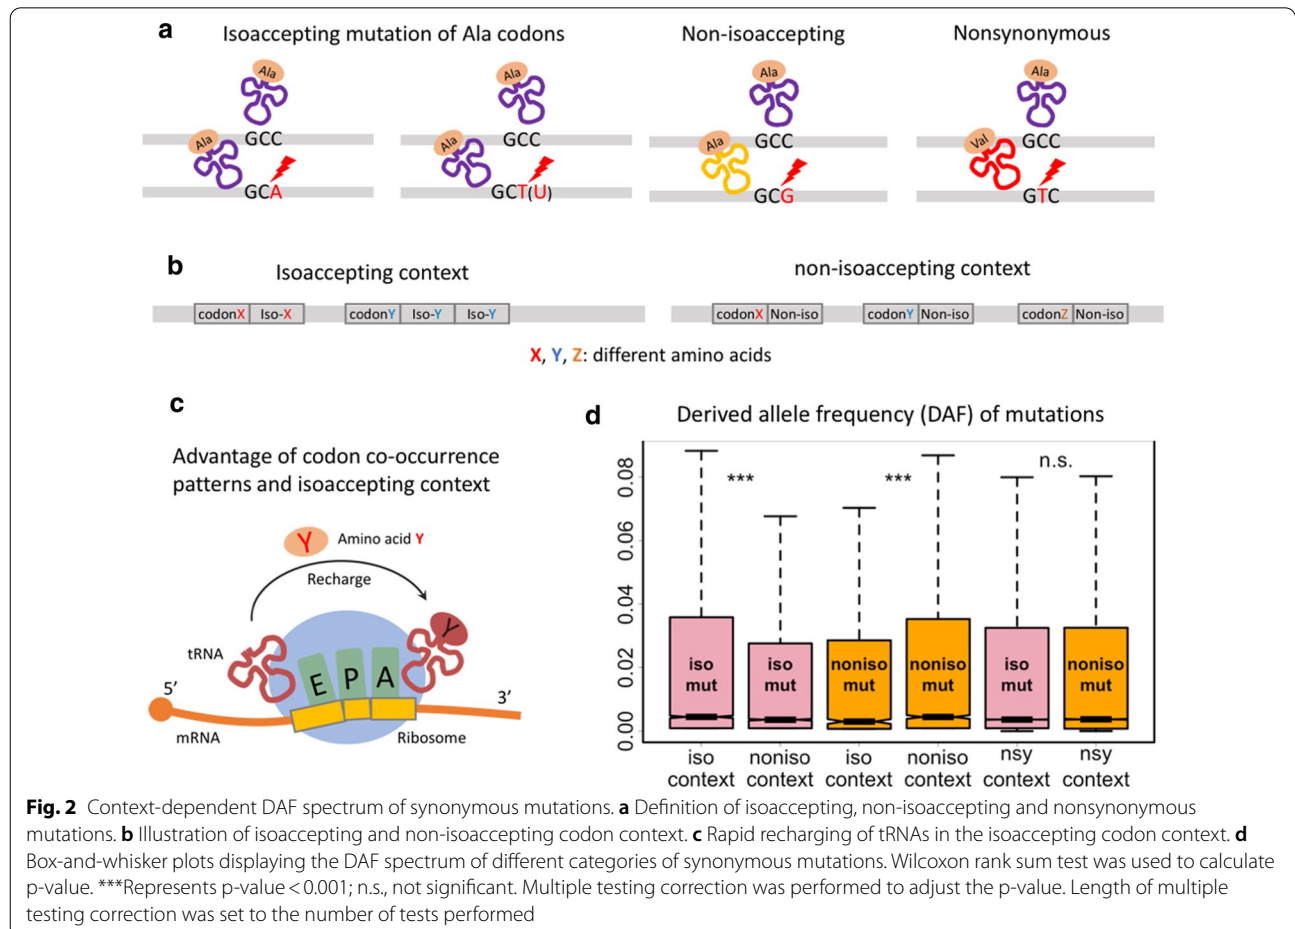 a
Isoaccepting mutation of Ala codons
Non-isoaccepting
Nonsynonymous
Ala
Ala
Ala
Ala
GCC
GCC
GCC
GCC
Ala
Ala
Ala
Val
GCA
GCT(U)
GCG
GTC
b
Isoaccepting context
non-isoaccepting context
codonX Iso-X codonY Iso-Y Iso-Y
codonX Non-iso codonY Non-iso codonZ Non-iso
X, Y, Z: different amino acids
c
Advantage of codon co-occurrence
patterns and isoaccepting context
Y Amino acid Y
Recharge
Y
tRNA
E P A
5’
3’
mRNA
Ribosome
d
Derived allele frequency (DAF) of mutations
0.08
0.06
0.04
0.02
0.00
***
***
n.s.
iso
mut
iso
mut
noniso
mut
noniso
mut
iso
mut
noniso
mut
iso
context
noniso
context
iso
context
noniso
context
nsy
context
nsy
context
Fig. 2 Context-dependent DAF spectrum of synonymous mutations. a Definition of isoaccepting, non-isoaccepting and nonsynonymous
mutations. b Illustration of isoaccepting and non-isoaccepting codon context. c Rapid recharging of tRNAs in the isoaccepting codon context. d
Box-and-whisker plots displaying the DAF spectrum of different categories of synonymous mutations. Wilcoxon rank sum test was used to calculate
p-value. ***Represents p-value < 0.001; n.s., not significant. Multiple testing correction was performed to adjust the p-value. Length of multiple
testing correction was set to the number of tests performed